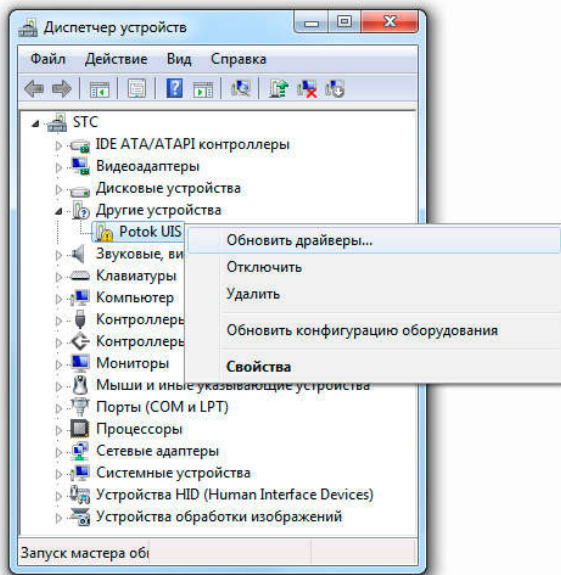 Диспетчер устройств
Файл Действие Вид Справка
STC
IDE ATA/ATAPI контроллеры
Видеоадаптеры
Дисковые устройства
Другие устройства
Potok UIS
Звуковые, ви
Клавиатуры
Компьютер
Контроллеры
Контроллеры
Мониторы
Мыши и иные указывающие устройства
Порты (COM и LPT)
Процессоры
Сетевые адаптеры
Системные устройства
Устройства HID (Human Interface Devices)
Устройства обработки изображений
Обновить драйверы...
Отключить
Удалить
Обновить конфигурацию оборудования
Свойства
Запуск мастера об